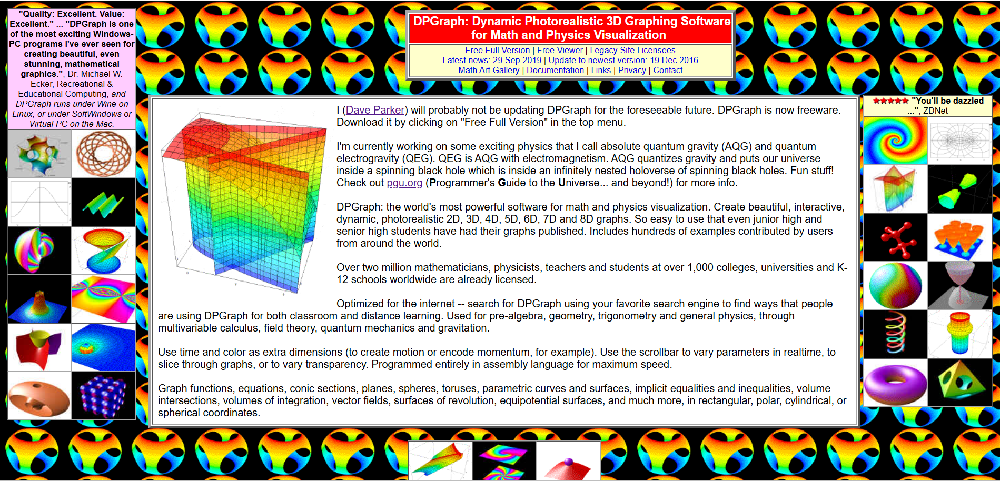 "Quality: Excellent. Value:
Excellent." ... "DPGraph is one
of the most exciting Windows-
PC programs I've ever seen for
creating beautiful, even
stunning, mathematical
graphics.", Dr. Michael W.
Ecker, Recreational &
Educational Computing, and
DPGraph runs under Wine on
Linux, or under SoftWindows or
Virtual PC on the Mac.
DPGraph: Dynamic Photorealistic 3D Graphing Software
for Math and Physics Visualization
Free Full Version | Free Viewer | Legacy Site Licensees
Latest news: 29 Sep 2019 | Update to newest version: 19 Dec 2016
Math Art Gallery | Documentation | Links | Privacy | Contact
I (Dave Parker) will probably not be updating DPGraph for the foreseeable future. DPGraph is now freeware.
Download it by clicking on "Free Full Version" in the top menu.
I'm currently working on some exciting physics that I call absolute quantum gravity (AQG) and quantum
electrogravity (QEG). QEG is AQG with electromagnetism. AQG quantizes gravity and puts our universe
inside a spinning black hole which is inside an infinitely nested holoverse of spinning black holes. Fun stuff!
Check out pgu.org (Programmer's Guide to the Universe... and beyond!) for more info.
DPGraph: the world's most powerful software for math and physics visualization. Create beautiful, interactive,
dynamic, photorealistic 2D, 3D, 4D, 5D, 6D, 7D and 8D graphs. So easy to use that even junior high and
senior high students have had their graphs published. Includes hundreds of examples contributed by users
from around the world.
Over two million mathematicians, physicists, teachers and students at over 1,000 colleges, universities and K-
12 schools worldwide are already licensed.
Optimized for the internet -- search for DPGraph using your favorite search engine to find ways that people
are using DPGraph for both classroom and distance learning. Used for pre-algebra, geometry, trigonometry and general physics, through
multivariable calculus, field theory, quantum mechanics and gravitation.
Use time and color as extra dimensions (to create motion or encode momentum, for example). Use the scrollbar to vary parameters in realtime, to
slice through graphs, or to vary transparency. Programmed entirely in assembly language for maximum speed.
Graph functions, equations, conic sections, planes, spheres, toruses, parametric curves and surfaces, implicit equalities and inequalities, volume
intersections, volumes of integration, vector fields, surfaces of revolution, equipotential surfaces, and much more, in rectangular, polar, cylindrical, or
spherical coordinates.
"You'll be dazzled
...", ZDNet